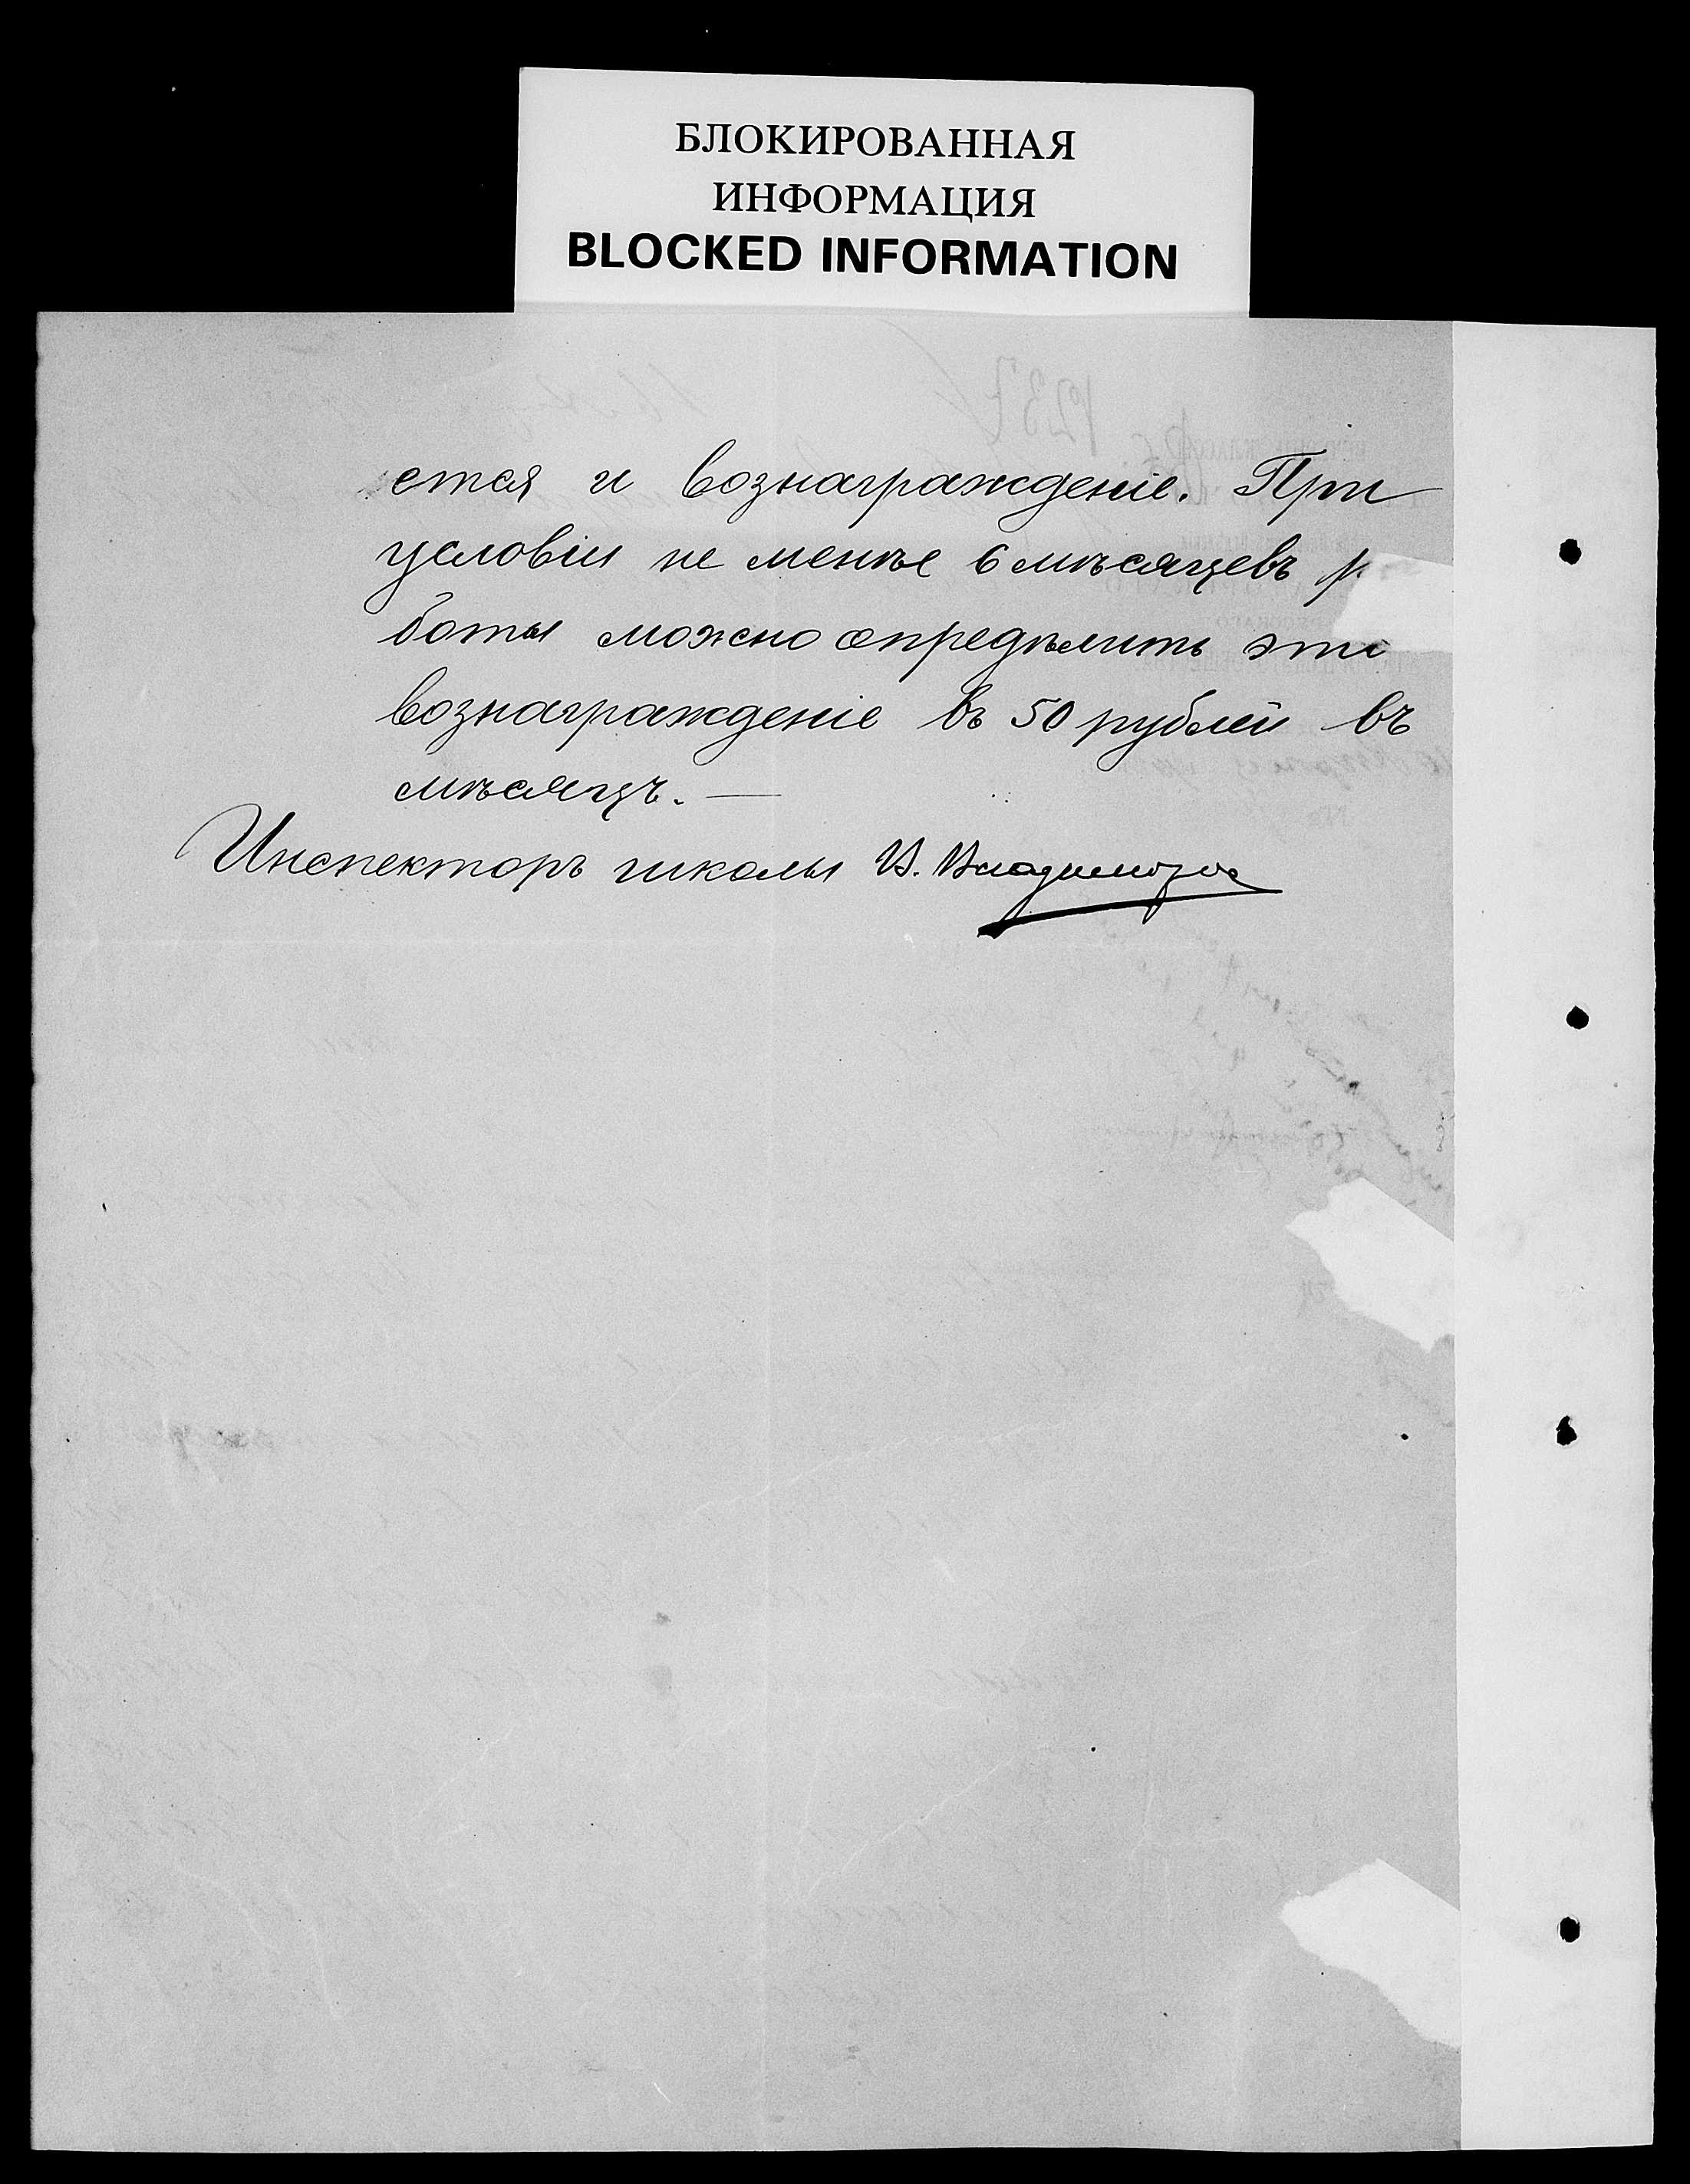 БЛОКИРОВАННАЯ
ИНФОРМАЦИЯ
BLOCKED INFORMATION
ется и вознагражденіе. При
условіи не менѣе 6 мѣсяцевъ р
боты можно опредѣлить это
вознагражденіе въ 50 рублей въ
мѣсяцъ. —
Инспекторъ школы